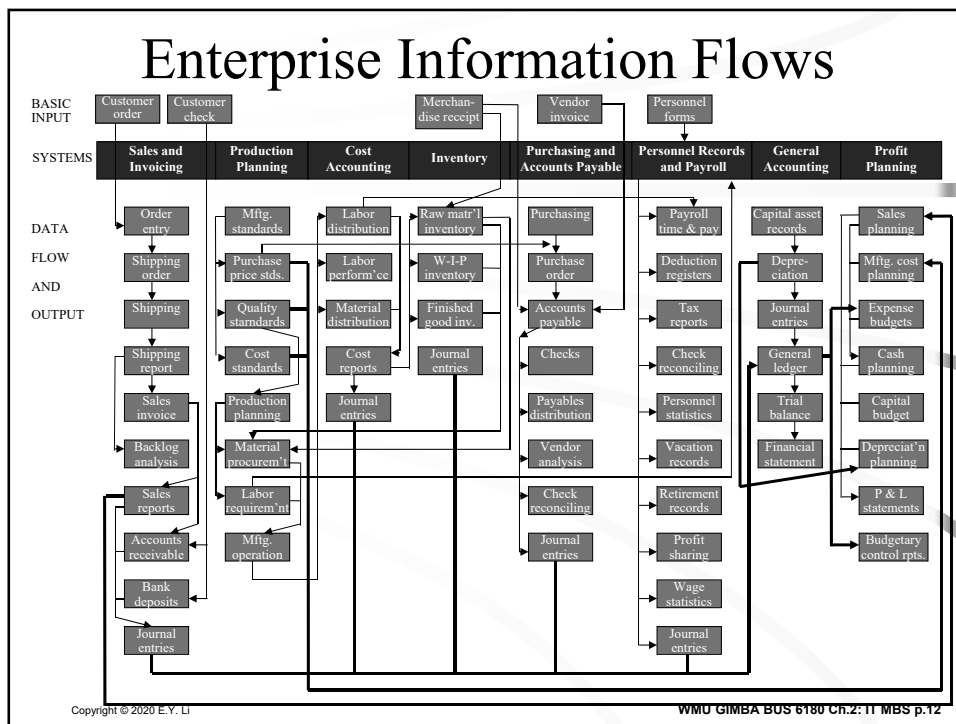 Enterprise Information Flows
BASIC
INPUT
Customer
order
Customer
check
Merchan-
dise receipt
Vendor
invoice
Personnel
forms
SYSTEMS
Sales and
Invoicing
Production
Planning
Cost
Accounting
Inventory
Purchasing and
Accounts Payable
Personnel Records
and Payroll
General
Accounting
Profit
Planning
DATA
FLOW
AND
OUTPUT
Order
entry
Shipping
order
Shipping
Shipping
report
Sales
invoice
Backlog
analysis
Sales
reports
Accounts
receivable
Bank
deposits
Journal
entries
Mftg.
standards
Purchase
price stds.
Quality
starndards
Cost
standards
Production
planning
Material
procurem't
Labor
requirem'nt
Mftg.
operation
Labor
distribution
Labor
perform'ce
Material
distribution
Cost
reports
Journal
entries
Raw matr'l
inventory
W-I-P
inventory
Finished
good inv.
Journal
entries
Purchasing
Purchase
order
Accounts
payable
Checks
Payables
distribution
Vendor
analysis
Check
reconciling
Journal
entries
Payroll
time & pay
Deduction
registers
Tax
reports
Check
reconciling
Personnel
statistics
Vacation
records
Retirement
records
Profit
sharing
Wage
statistics
Journal
entries
Capital asset
records
Depre-
ciation
Journal
entries
General
ledger
Trial
balance
Financial
statement
Sales
planning
Mftg. cost
planning
Expense
budgets
Cash
planning
Capital
budget
Depreciat'n
planning
P & L
statements
Budgetary
control rpts.
Copyright © 2020 E.Y. Li
WMU GIMBA BUS 6180 Ch.2: IT MBS p.12